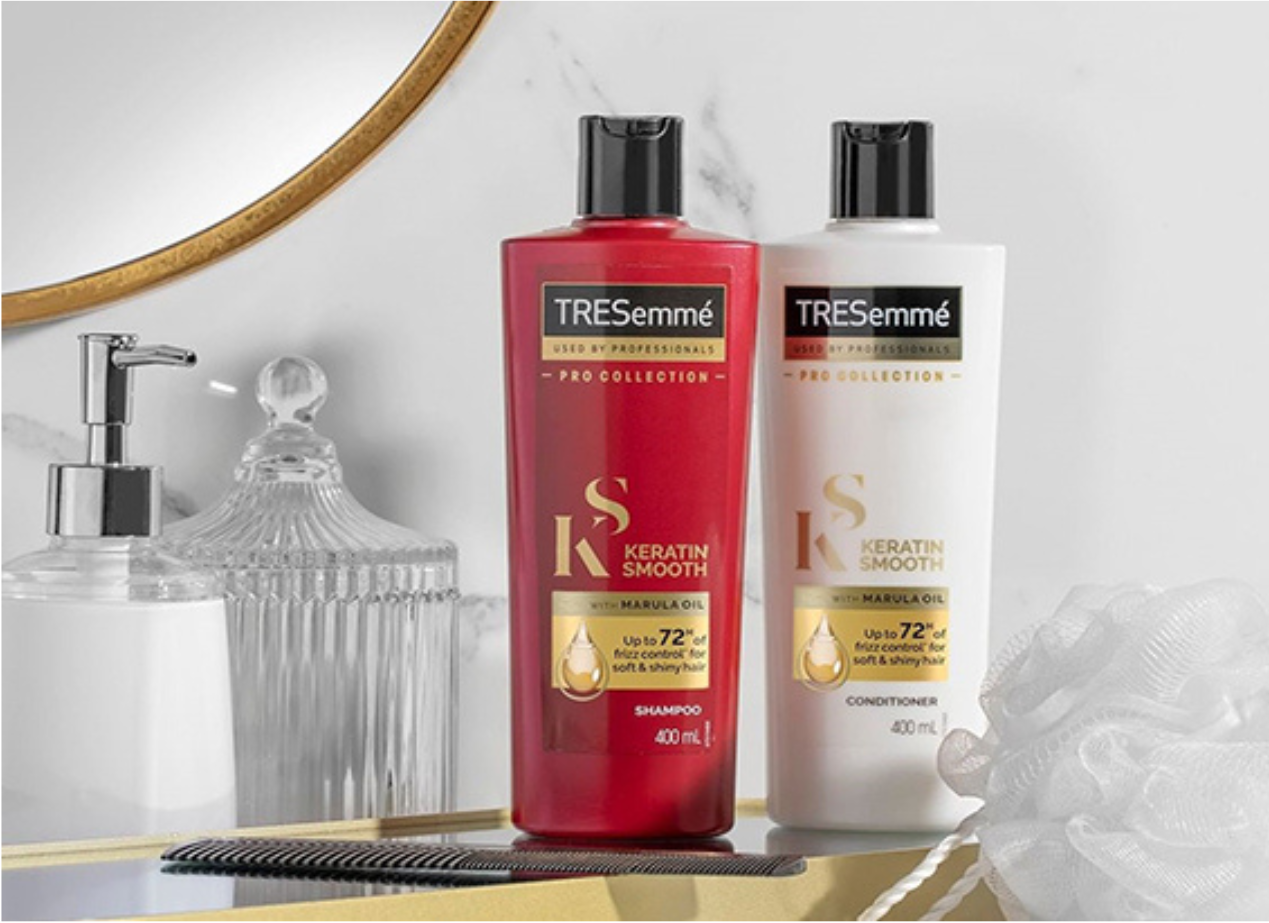 TRESemmé
USED BY PROFESSIONALS
PRO COLLECTION
KS
KERATIN
SMOOTH
WITH MARULA OIL
Up to 72H of
frizz control* for
soft & shiny hair
SHAMPOO
400 mL
TRESemmé
USED BY PROFESSIONALS
PRO COLLECTION
KS
KERATIN
SMOOTH
WITH MARULA OIL
Up to 72H of
frizz control* for
soft & shiny hair
CONDITIONER
400 mL